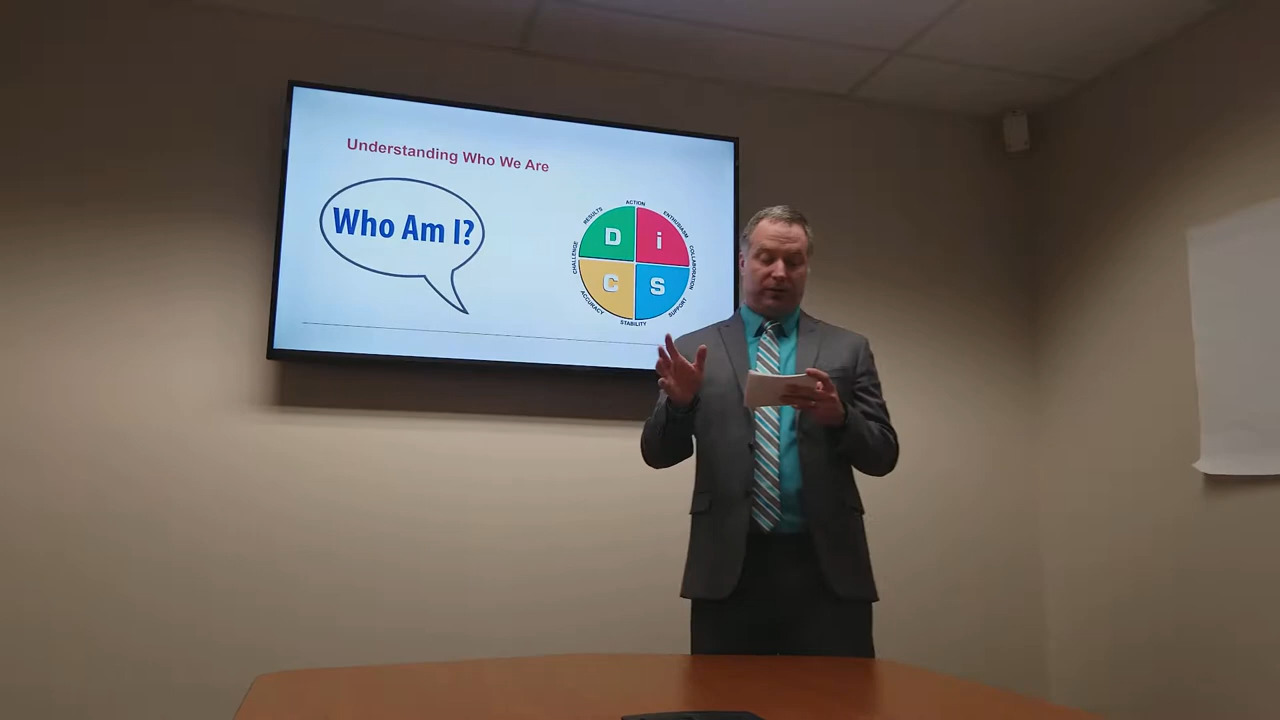 Understanding Who We Are
Who Am I?
ACTION
ENTHUSIASM
COLLABORATION
SUPPORT
STABILITY
ACCURACY
CHALLENGE
RESULTS
D i
C S